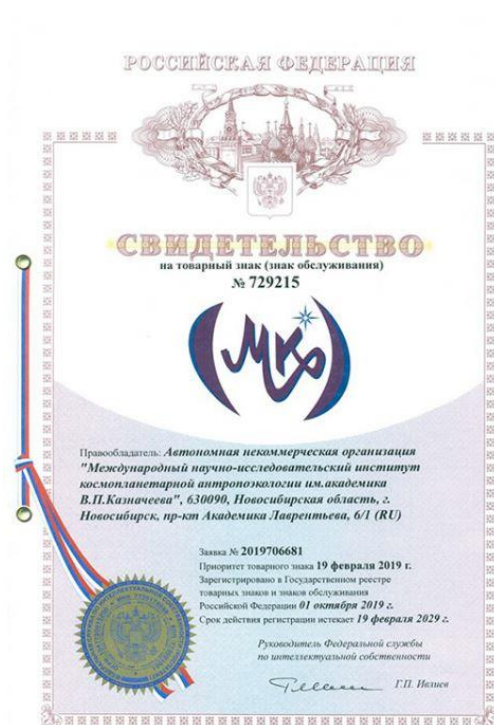 РОССИЙСКАЯ ФЕДЕРАЦИЯ
СВИДЕТЕЛЬСТВО
на товарный знак (знак обслуживания)
№ 729215
МКА
Правообладатель: Автономная некоммерческая организация
"Международный научно-исследовательский институт
космопланетарной антропоэкологии им.академика
В.П.Казначеева", 630090, Новосибирская область, г.
Новосибирск, пр-кт Академика Лаврентьева, 6/1 (RU)
Заявка № 2019706681
Приоритет товарного знака 19 февраля 2019 г.
Зарегистрировано в Государственном реестре
товарных знаков и знаков обслуживания
Российской Федерации 01 октября 2019 г.
Срок действия регистрации истекает 19 февраля 2029 г.
Руководитель Федеральной службы
по интеллектуальной собственности
Г.П. Ивлиев